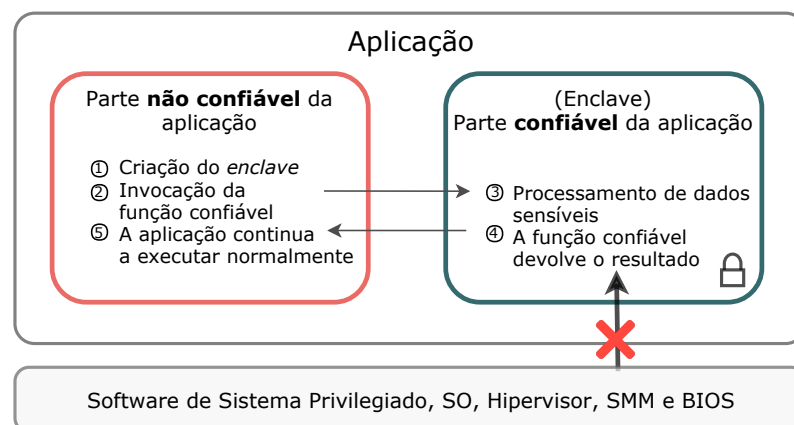 Aplicação
Parte não confiável da
aplicação
① Criação do enclave
② Invocação da
função confiável
⑤ A aplicação continua
a executar normalmente
(Enclave)
Parte confiável da aplicação
③ Processamento de dados
sensíveis
④ A função confiável
devolve o resultado
Software de Sistema Privilegiado, SO, Hipervisor, SMM e BIOS